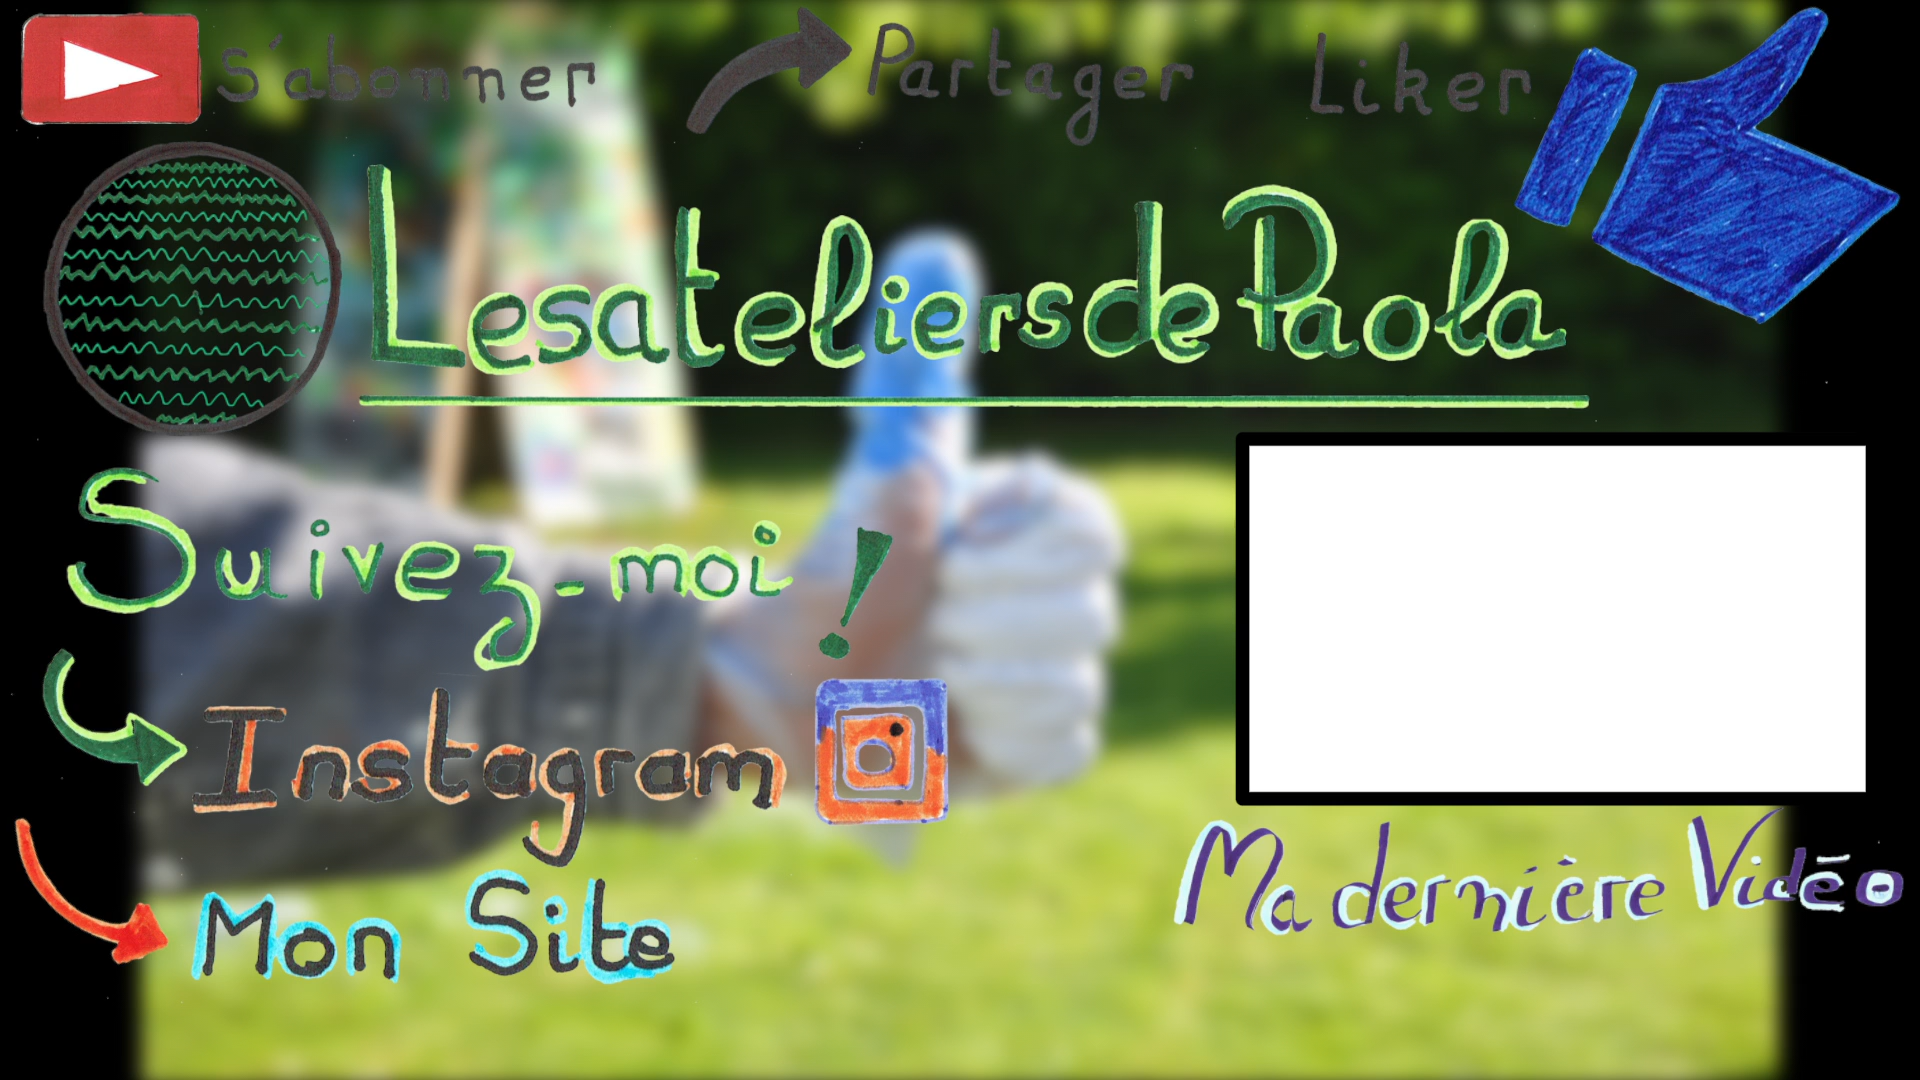 S'abonner Partager Liker
LesateliersdePaola
Suivez-moi !
Instagram
Mon Site
Ma dernière Vidéo